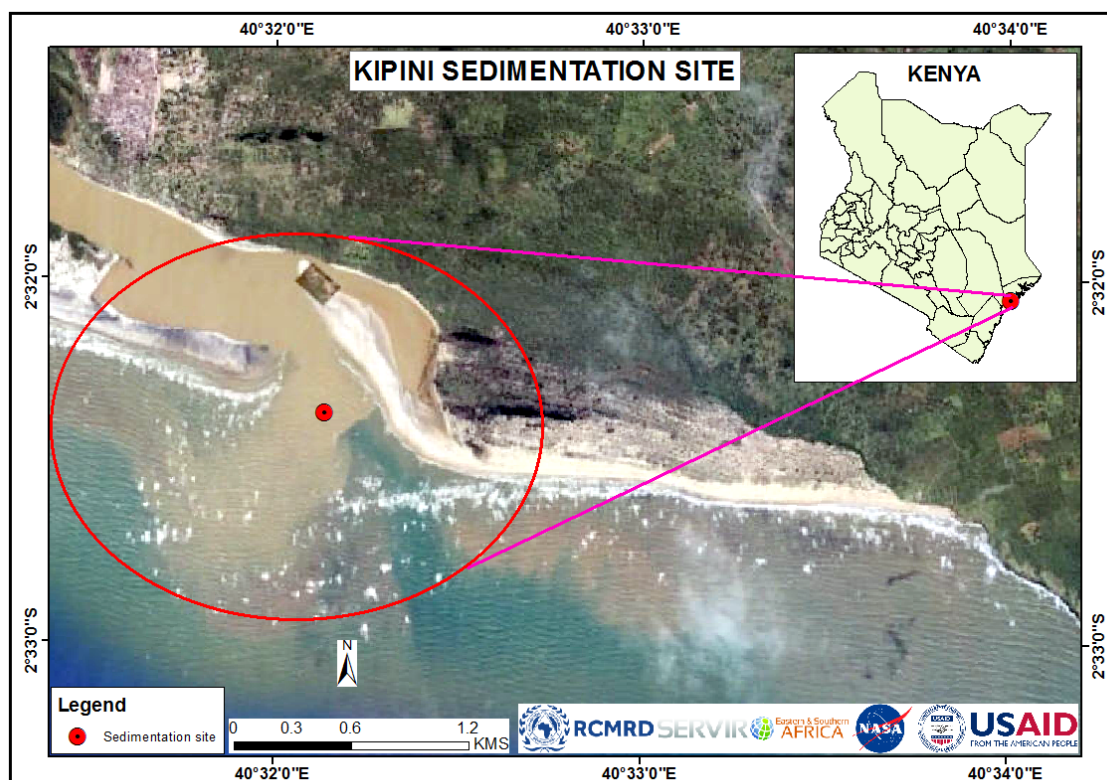 40°32'0"E
40°33'0"E
40°34'0"E
KIPINI SEDIMENTATION SITE
KENYA
2°32'0"S
2°32'0"S
2°33'0"S
2°33'0"S
N
Legend
Sedimentation site
0 0.3 0.6 1.2
KMS
RCMRD SERVIR Eastern & Southern
AFRICA
NASA
USAID
USAID
FROM THE AMERICAN PEOPLE
40°32'0"E
40°33'0"E
40°34'0"E